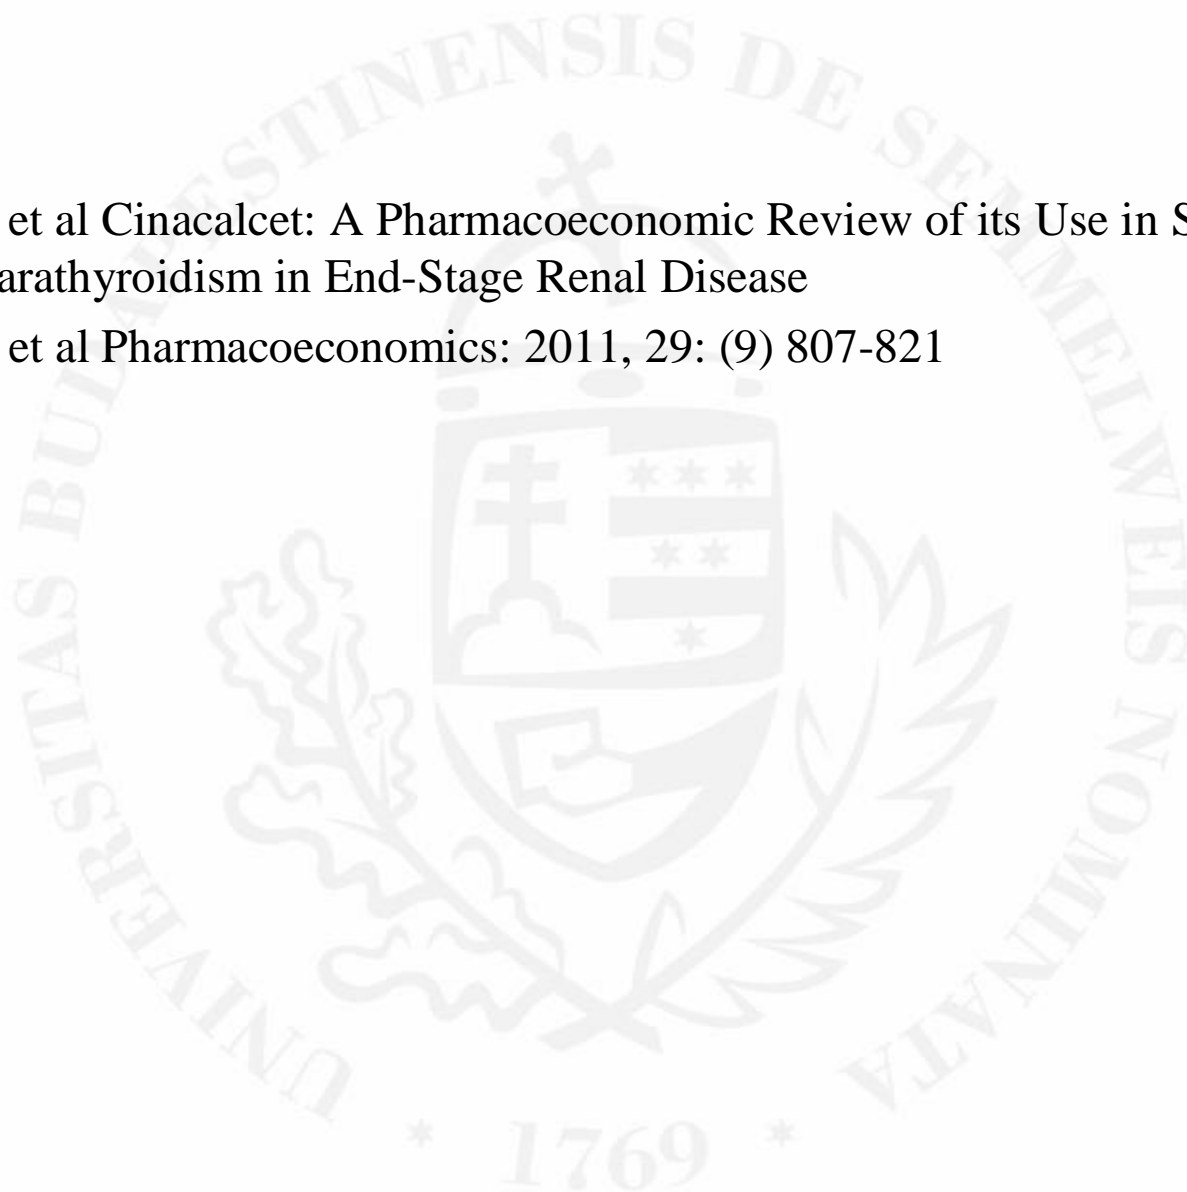 et al Cinacalcet: A Pharmacoeconomic Review of its Use in S
arathyroidism in End-Stage Renal Disease
et al Pharmacoeconomics: 2011, 29: (9) 807-821
UNIVERSITAS BUDAPESTINENSIS DE SEMMELWEIS NOMINATA
* 1769 *